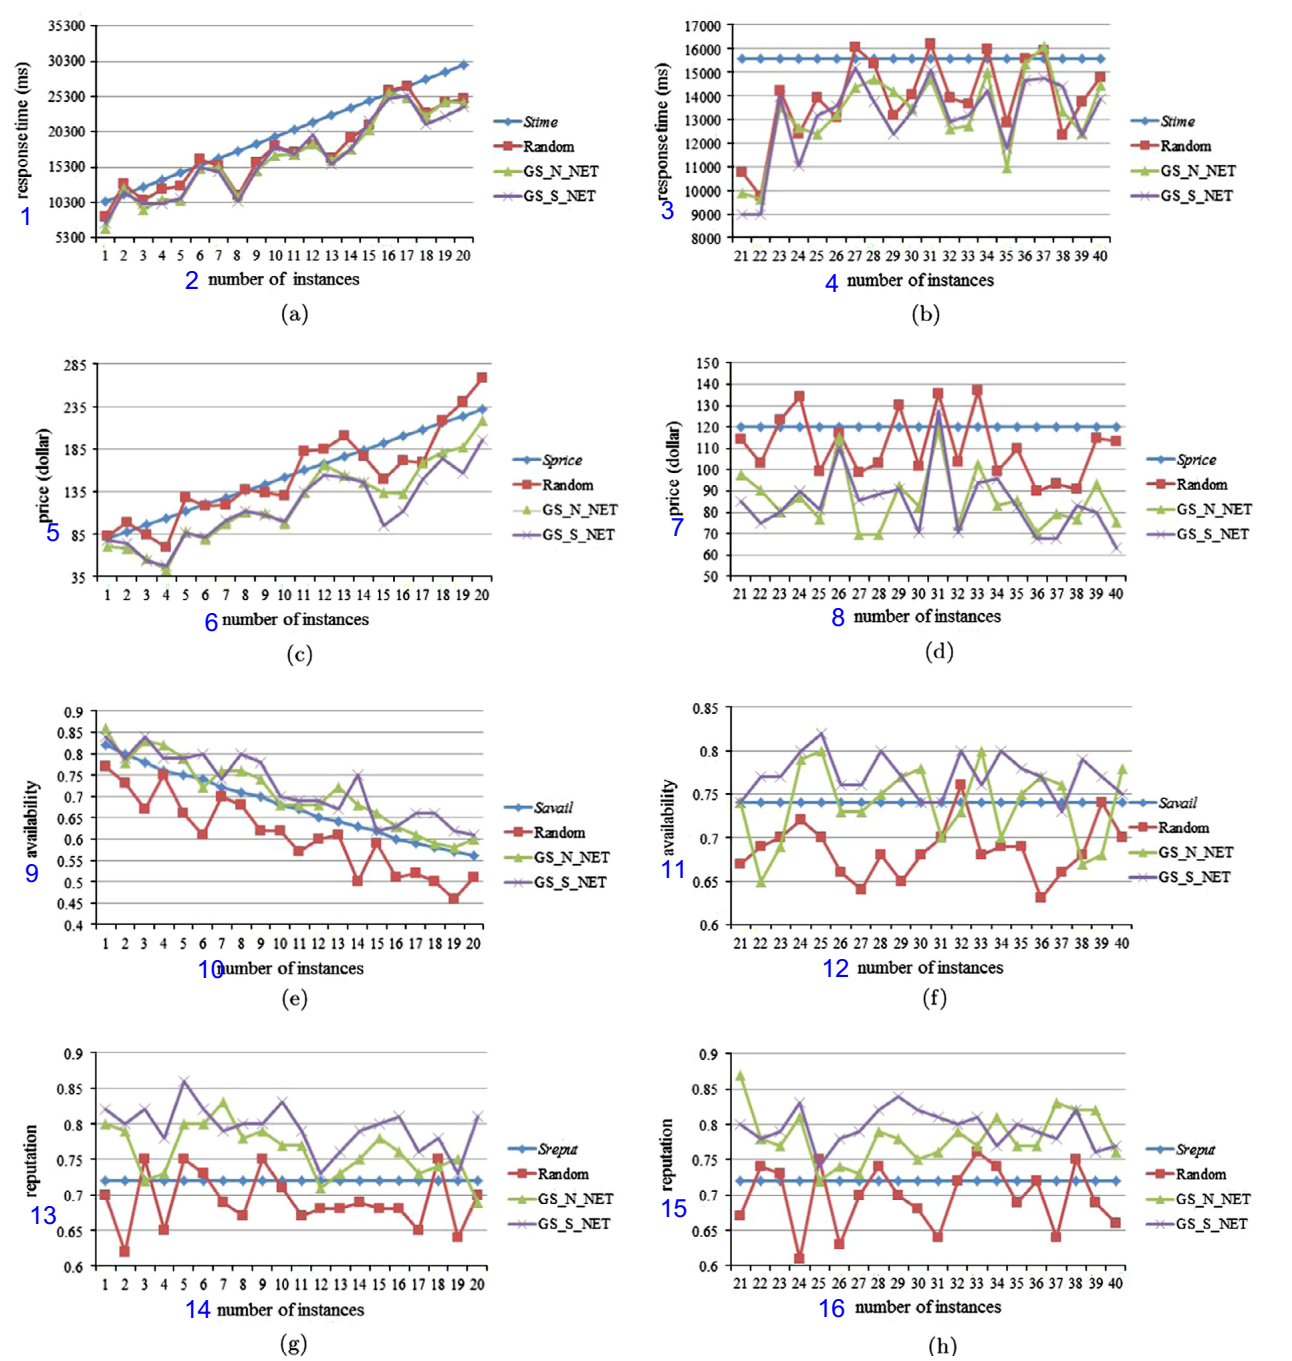 35300
30300
25300
20300
15300
10300
5300
response time (ms)
1
1 2 3 4 5 6 7 8 9 10 11 12 13 14 15 16 17 18 19 20
2 number of instances
Stime
Random
GS_N_NET
GS_S_NET
(a)
17000
16000
15000
14000
13000
12000
11000
10000
9000
8000
response time (ms)
3
21 22 23 24 25 26 27 28 29 30 31 32 33 34 35 36 37 38 39 40
4 number of instances
Stime
Random
GS_N_NET
GS_S_NET
(b)
285
235
185
135
85
35
price (dollar)
5
1 2 3 4 5 6 7 8 9 10 11 12 13 14 15 16 17 18 19 20
6 number of instances
Sprice
Random
GS_N_NET
GS_S_NET
(c)
150
140
130
120
110
100
90
80
70
60
50
price (dollar)
7
21 22 23 24 25 26 27 28 29 30 31 32 33 34 35 36 37 38 39 40
8 number of instances
Sprice
Random
GS_N_NET
GS_S_NET
(d)
0.9
0.85
0.8
0.75
0.7
0.65
0.6
0.55
0.5
0.45
0.4
availability
9
1 2 3 4 5 6 7 8 9 10 11 12 13 14 15 16 17 18 19 20
10 number of instances
Savail
Random
GS_N_NET
GS_S_NET
(e)
0.85
0.8
0.75
0.7
0.65
0.6
availability
11
21 22 23 24 25 26 27 28 29 30 31 32 33 34 35 36 37 38 39 40
12 number of instances
Savail
Random
GS_N_NET
GS_S_NET
(f)
0.9
0.85
0.8
0.75
0.7
0.65
0.6
reputation
13
1 2 3 4 5 6 7 8 9 10 11 12 13 14 15 16 17 18 19 20
14 number of instances
Sreput
Random
GS_N_NET
GS_S_NET
(g)
0.9
0.85
0.8
0.75
0.7
0.65
0.6
reputation
15
21 22 23 24 25 26 27 28 29 30 31 32 33 34 35 36 37 38 39 40
16 number of instances
Sreput
Random
GS_N_NET
GS_S_NET
(h)